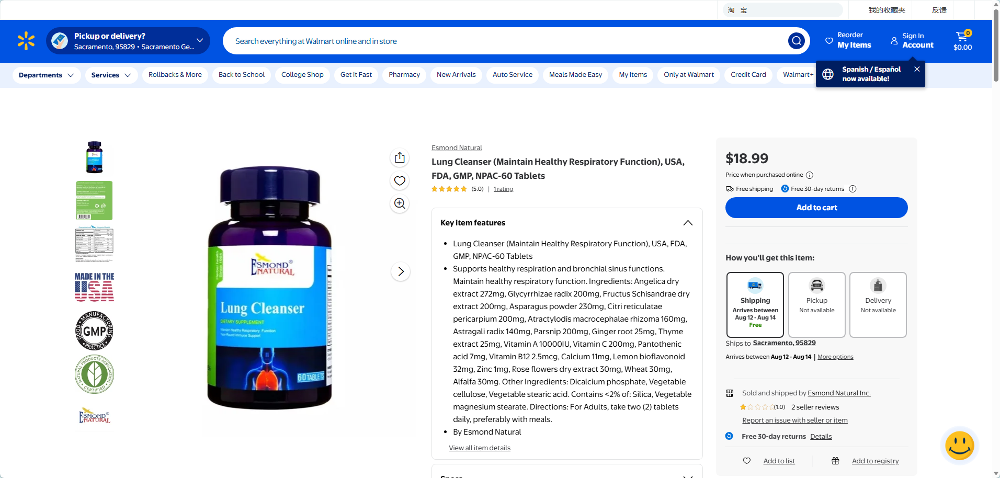 淘 宝
我的收藏夹
反馈
Pickup or delivery?
Sacramento, 95829 • Sacramento Ge...
Search everything at Walmart online and in store
Reorder
My Items
Sign In
Account
0
$0.00
Departments
Services
Rollbacks & More
Back to School
College Shop
Get it Fast
Pharmacy
New Arrivals
Auto Service
Meals Made Easy
My Items
Only at Walmart
Credit Card
Walmart+
Spanish / Español
now available!
MADE IN THE
USA
GOOD MANUFACTURING PRACTICE
GMP
NATURAL PRODUCTS ASSOCIATION
CERTIFIED
ESMOND®
NATURAL
Herbal health
Since 1984
ESMOND®
NATURAL
Lung Cleanser
DIETARY SUPPLEMENT
Maintain Healthy Respiratory Function
Year-Round Immune Support
60 TABLETS
Esmond Natural
Lung Cleanser (Maintain Healthy Respiratory Function), USA,
FDA, GMP, NPAC-60 Tablets
(5.0) | 1 rating
Key item features
• Lung Cleanser (Maintain Healthy Respiratory Function), USA, FDA,
GMP, NPAC-60 Tablets
• Supports healthy respiration and bronchial sinus functions.
Maintain healthy respiratory function. Ingredients: Angelica dry
extract 272mg, Glycyrrhizae radix 200mg, Fructus Schisandrae dry
extract 200mg, Asparagus powder 230mg, Citri reticulatae
pericarpium 200mg, Atractylodis macrocephalae rhizoma 160mg,
Astragali radix 140mg, Parsnip 200mg, Ginger root 25mg, Thyme
extract 25mg, Vitamin A 10000IU, Vitamin C 200mg, Pantothenic
acid 7mg, Vitamin B12 2.5mcg, Calcium 11mg, Lemon bioflavonoid
32mg, Zinc 1mg, Rose flowers dry extract 30mg, Wheat 30mg,
Alfalfa 30mg. Other Ingredients: Dicalcium phosphate, Vegetable
cellulose, Vegetable stearic acid. Contains <2% of: Silica, Vegetable
magnesium stearate. Directions: For Adults, take two (2) tablets
daily, preferably with meals.
• By Esmond Natural
View all item details
Specs
$18.99
Price when purchased online
Free shipping
Free 30-day returns
Add to cart
How you'll get this item:
Shipping
Arrives between
Aug 12 - Aug 14
Free
Pickup
Not available
Delivery
Not available
Ships to Sacramento, 95829
Arrives between Aug 12 - Aug 14 | More options
Sold and shipped by Esmond Natural Inc.
(1.0) 2 seller reviews
Report an issue with seller or item
Free 30-day returns Details
Add to list
Add to registry